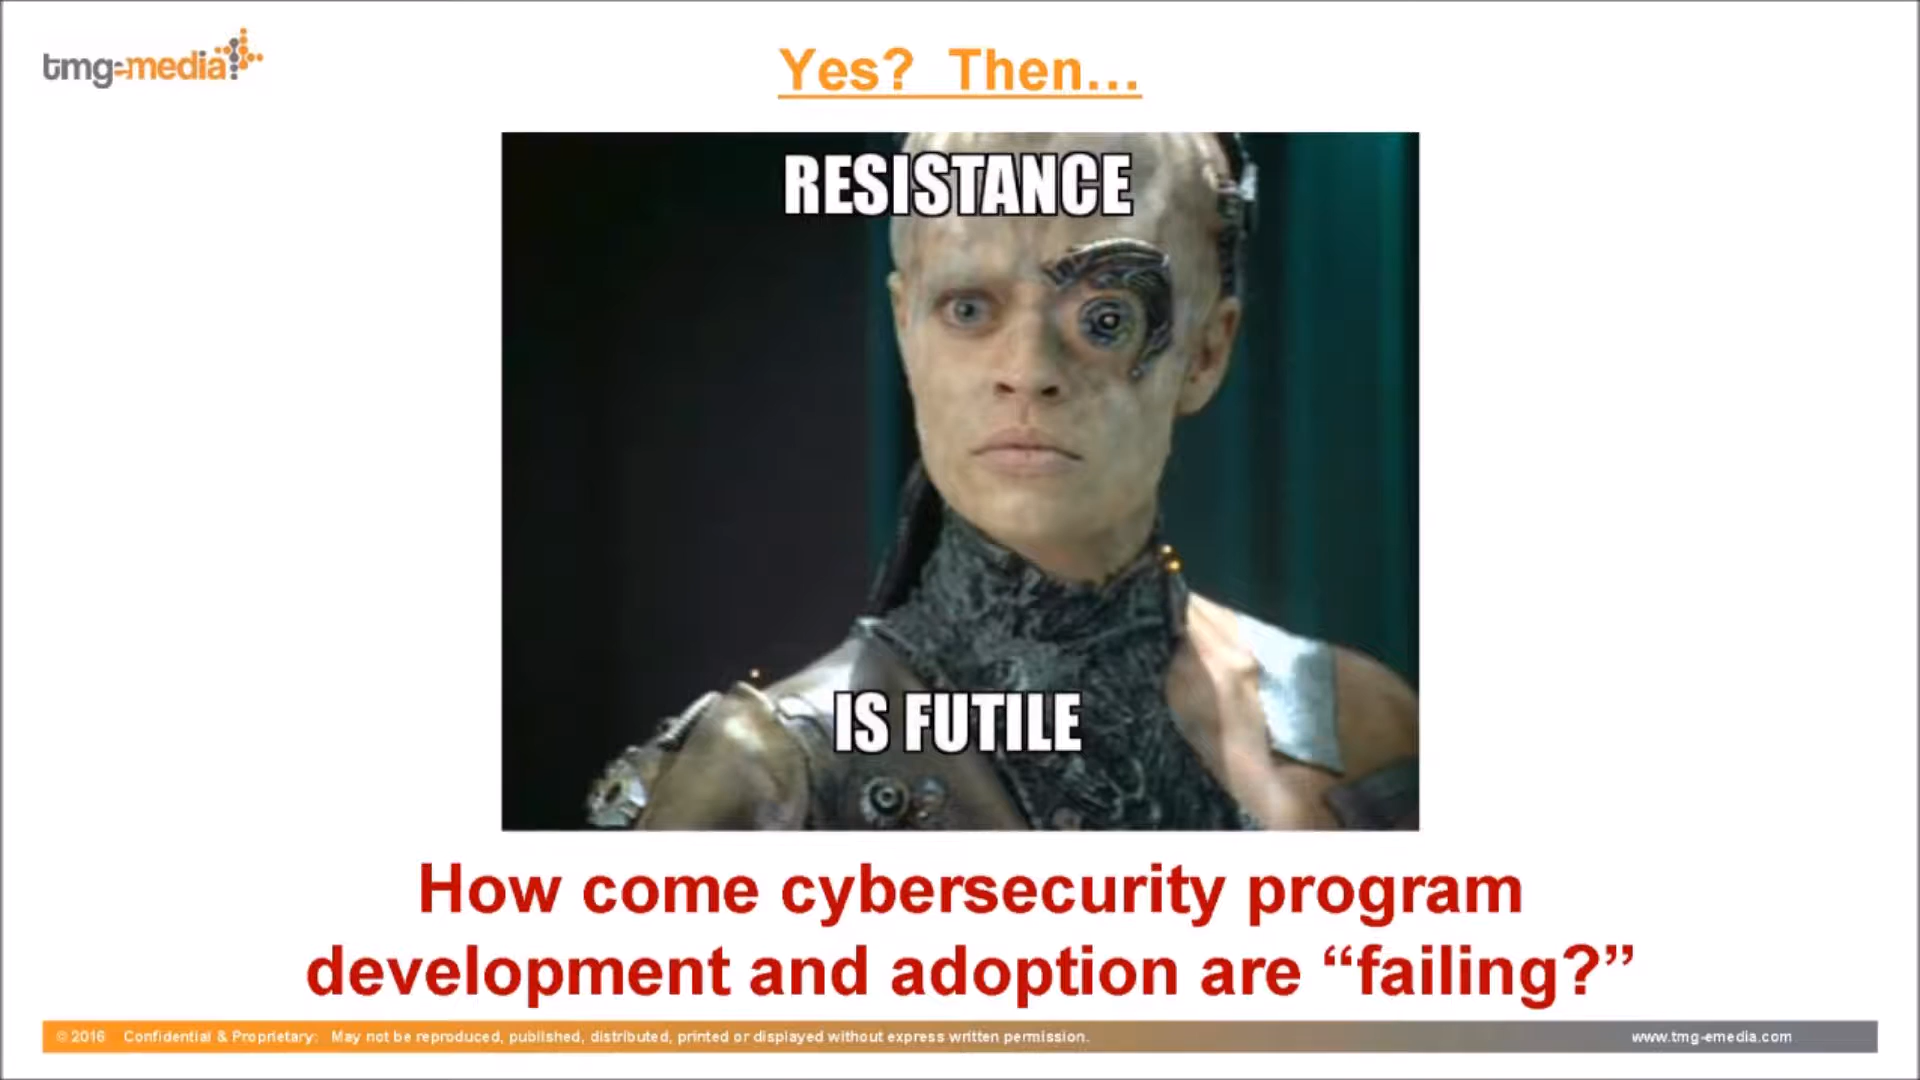 tmg-emedia
Yes? Then...
RESISTANCE
IS FUTILE
How come cybersecurity program
development and adoption are “failing?”
© 2016 Confidential & Proprietary: May not be reproduced, published, distributed, printed or displayed without express written permission. www.tmg-emedia.com